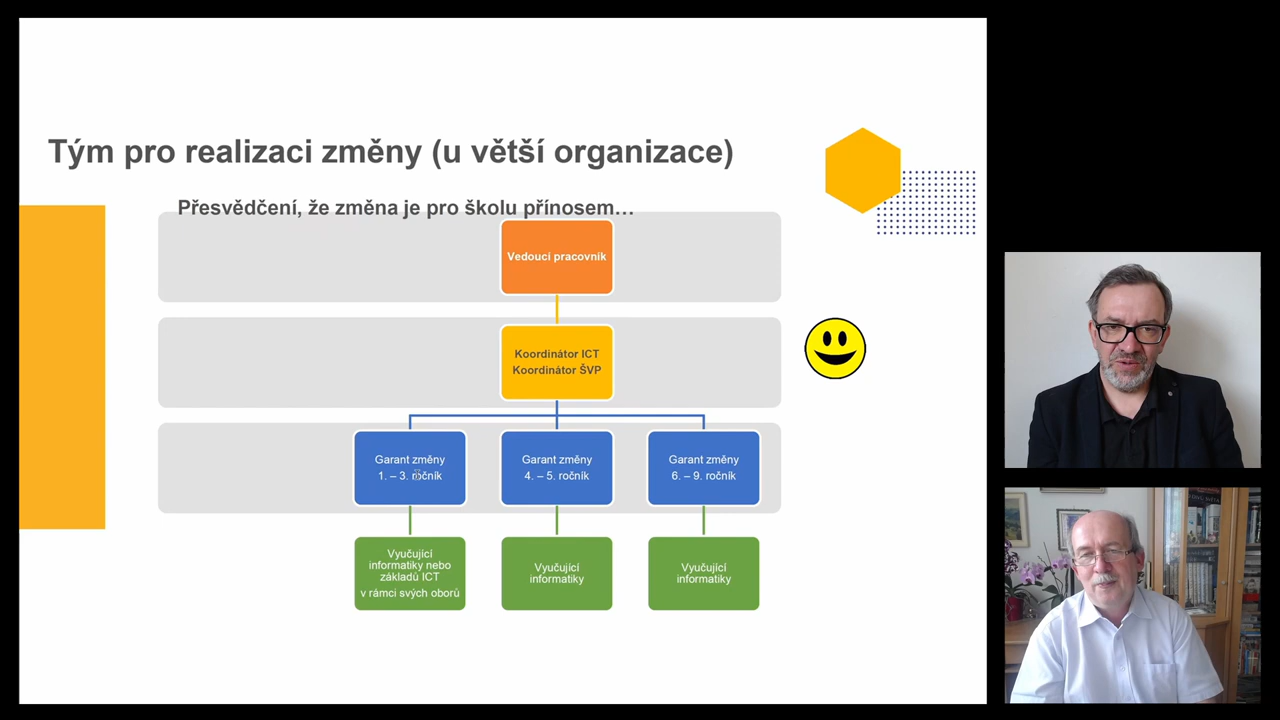 Tým pro realizaci změny (u větší organizace)
Přesvědčení, že změna je pro školu přínosem…
Vedoucí pracovník
Koordinátor ICT
Koordinátor ŠVP
Garant změny
1. – 3. ročník
Garant změny
4. – 5. ročník
Garant změny
6. – 9. ročník
Vyučující
informatiky nebo
základů ICT
v rámci svých oborů
Vyučující
informatiky
Vyučující
informatiky